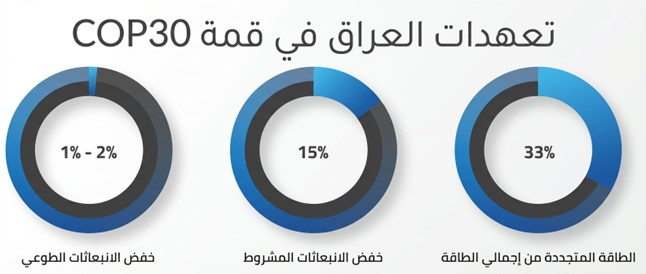 تعهدات العراق في قمة COP30
33%
15%
1% - 2%
الطاقة المتجددة من إجمالي الطاقة
خفض الانبعاثات المشروط
خفض الانبعاثات الطوعي